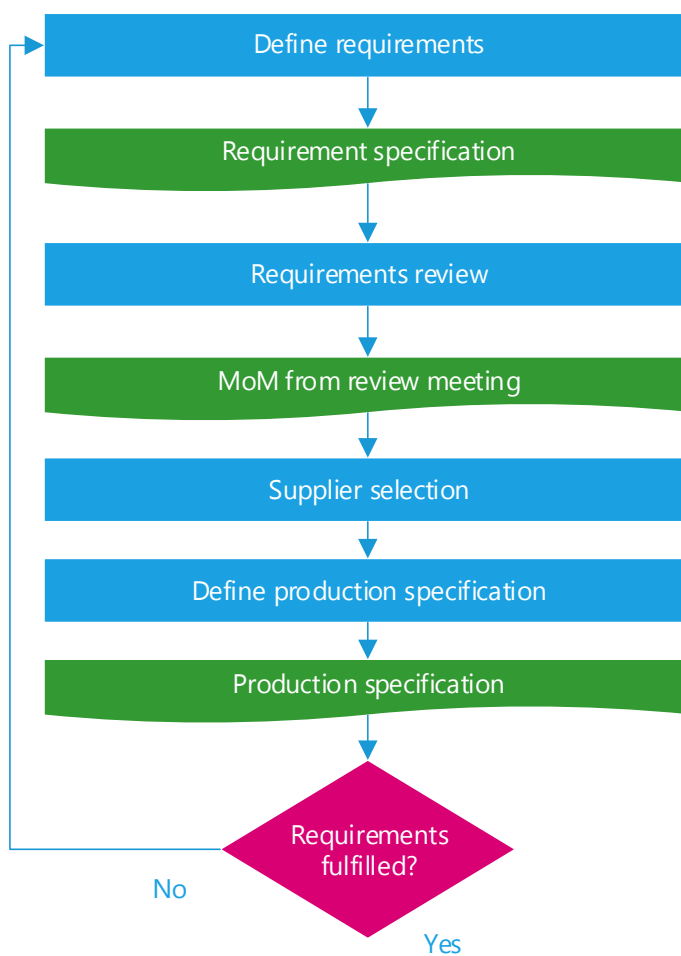 Define requirements
Requirement specification
Requirements review
MoM from review meeting
Supplier selection
Define production specification
Production specification
Requirements
fulfilled?
No
Yes